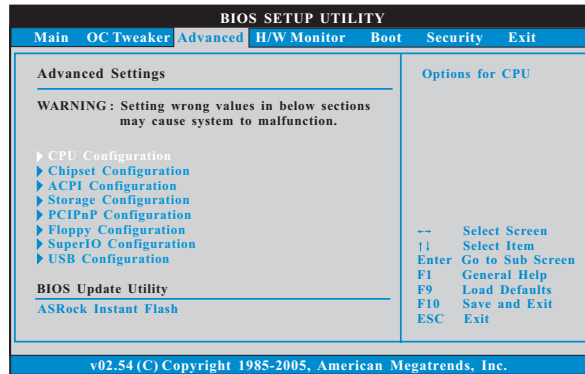 BIOS SETUP UTILITY
Main OC Tweaker Advanced H/W Monitor Boot Security Exit
Advanced Settings
WARNING : Setting wrong values in below sections
may cause system to malfunction.
CPU Configuration
Chipset Configuration
ACPI Configuration
Storage Configuration
PCIPnP Configuration
Floppy Configuration
SuperIO Configuration
USB Configuration
BIOS Update Utility
ASRock Instant Flash
Options for CPU
←→ Select Screen
↑↓ Select Item
Enter Go to Sub Screen
F1 General Help
F9 Load Defaults
F10 Save and Exit
ESC Exit
v02.54 (C) Copyright 1985-2005, American Megatrends, Inc.